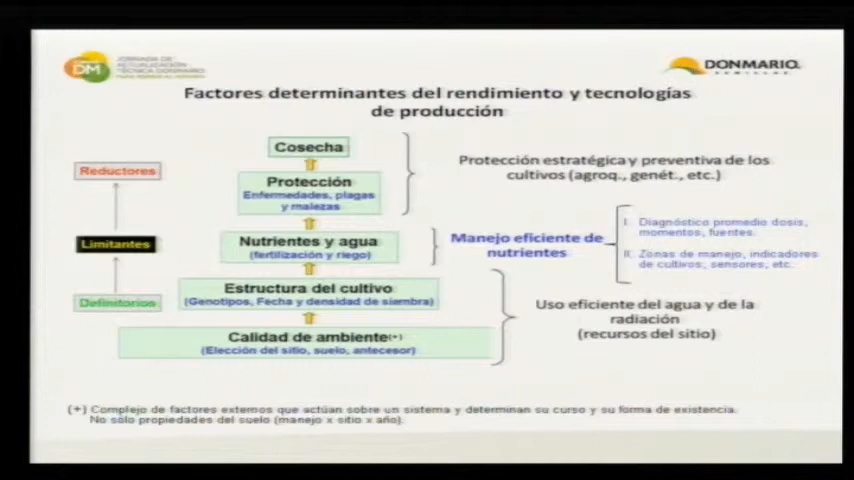 DM
JORNADA DE
ACTUALIZACIÓN
TÉCNICA DONMARIO
DONMARIO
SEMILLAS
Factores determinantes del rendimiento y tecnologías
de producción
Cosecha
Reductores
Protección
Enfermedades, plagas
y malezas
Protección estratégica y preventiva de los
cultivos (agroq., genét., etc.)
Limitantes
Nutrientes y agua
(fertilización y riego)
Manejo eficiente de
nutrientes
I. Diagnóstico promedio dosis,
momentos, fuentes.
II. Zonas de manejo, indicadores
de cultivos, sensores, etc.
Definitorios
Estructura del cultivo
(Genotipos, Fecha y densidad de siembra)
Uso eficiente del agua y de la
radiación
(recursos del sitio)
Calidad de ambiente(+)
(Elección del sitio, suelo, antecesor)
(+) Complejo de factores externos que actúan sobre un sistema y determinan su curso y su forma de existencia.
No sólo propiedades del suelo (manejo x sitio x año).